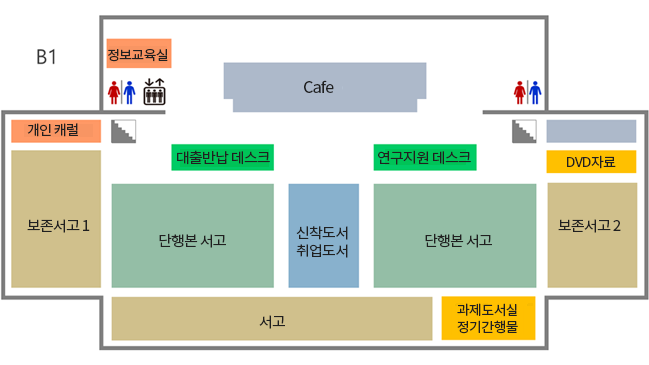 B1
정보교육실
Cafe
개인 캐럴
대출반납 데스크
연구지원 데스크
DVD자료
보존서고 1
단행본 서고
신착도서
취업도서
단행본 서고
보존서고 2
서고
과제도서실
정기간행물